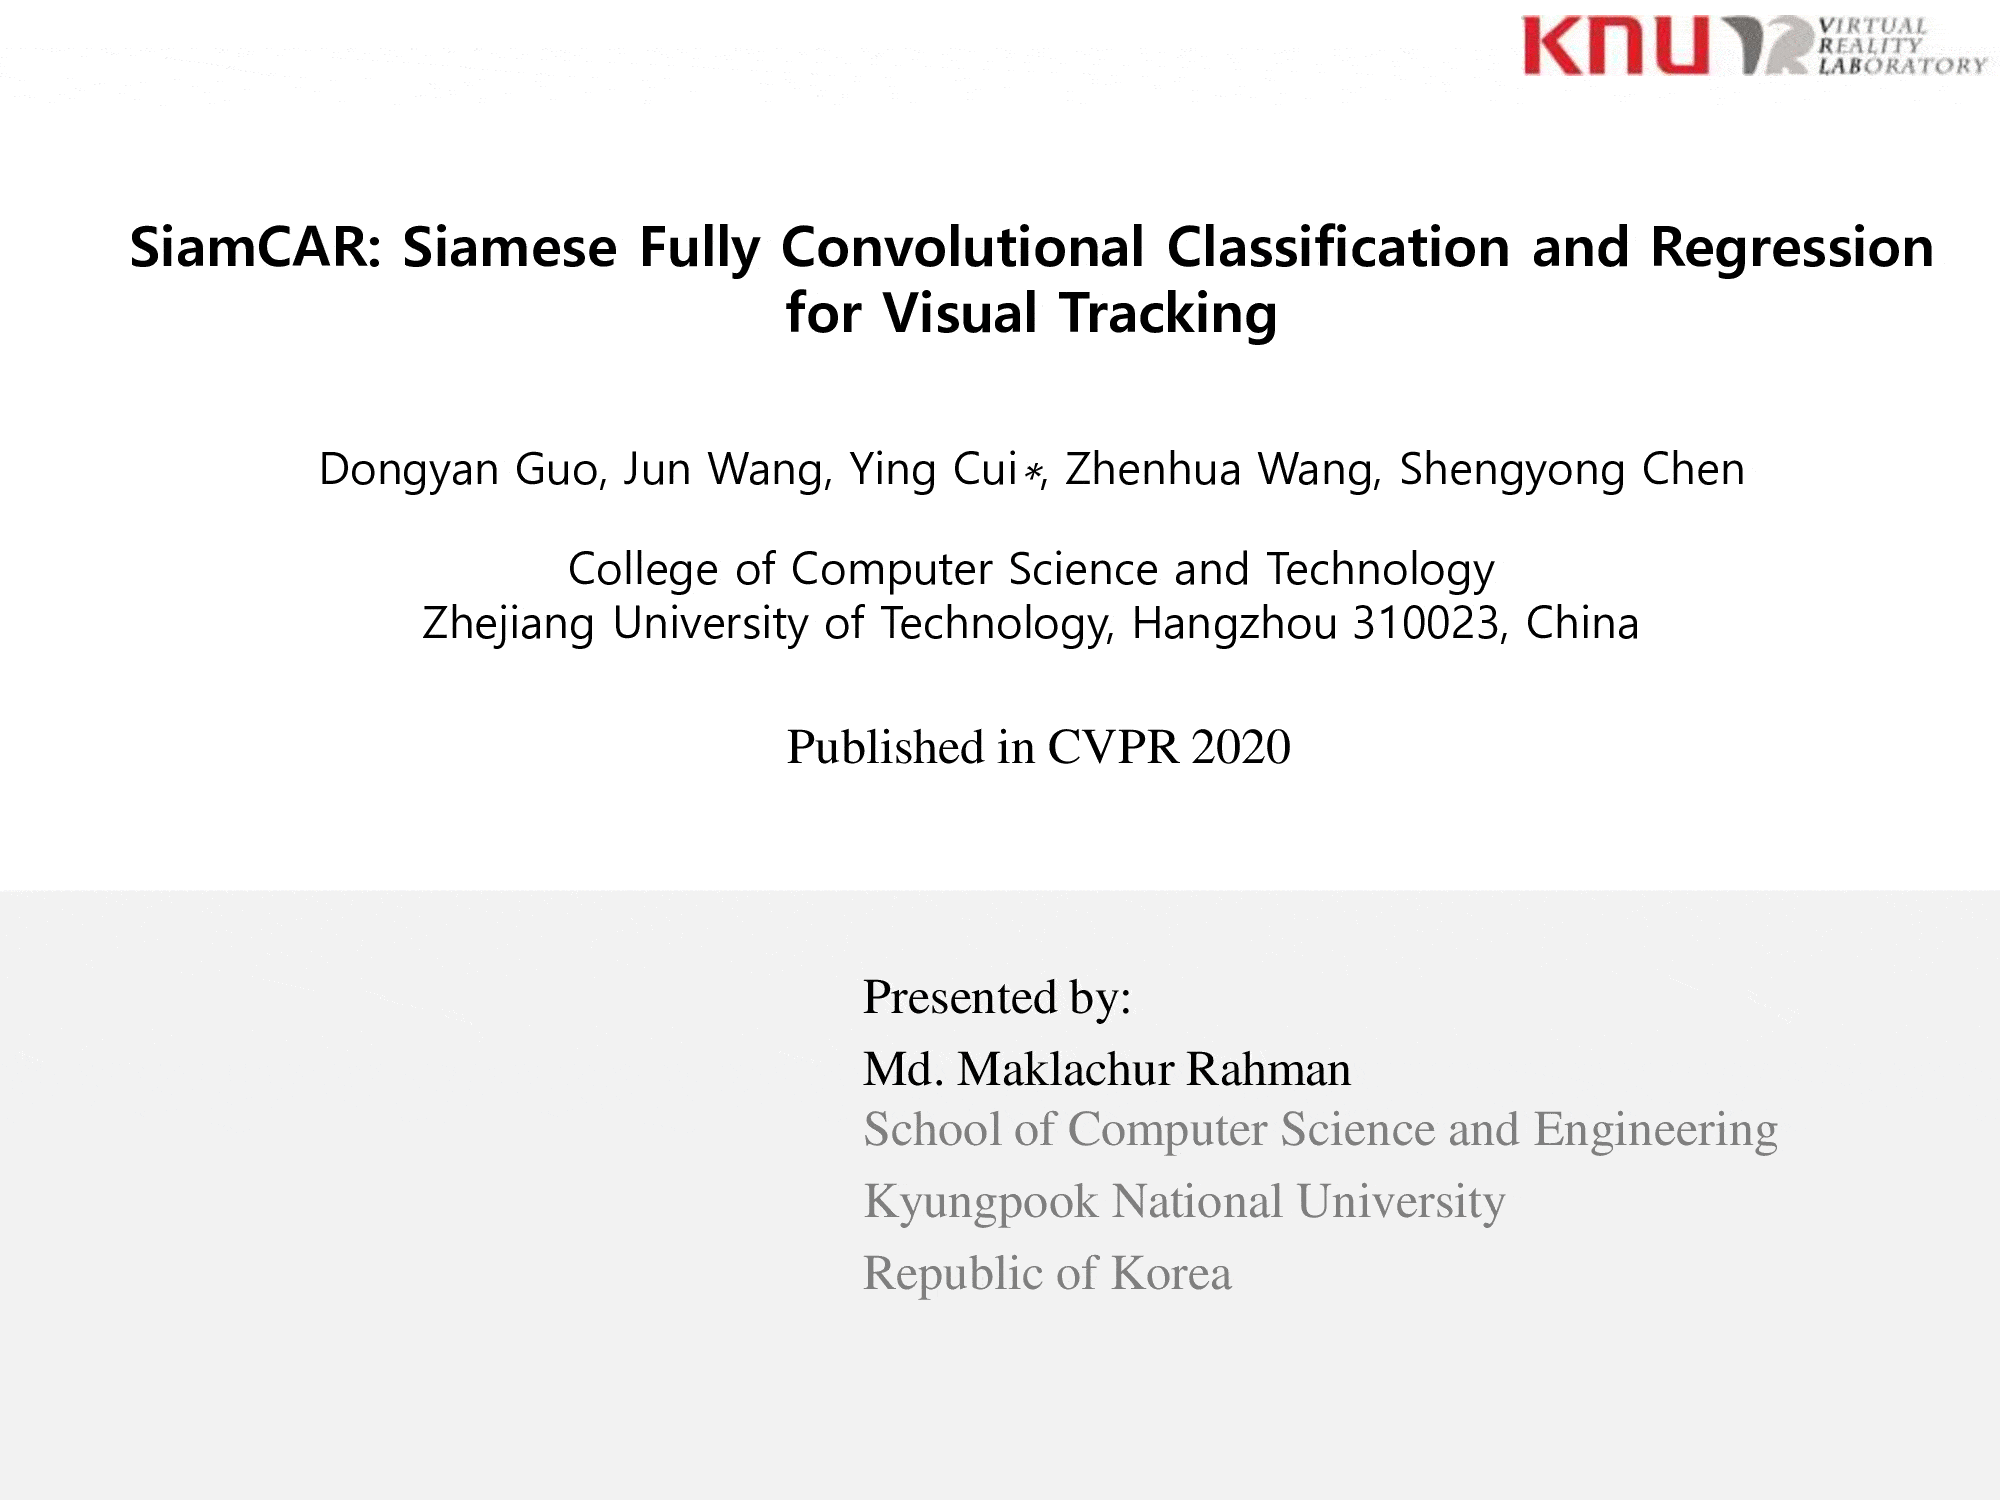 KNU VR VIRTUAL
REALITY
LABORATORY
SiamCAR: Siamese Fully Convolutional Classification and Regression
for Visual Tracking
Dongyan Guo, Jun Wang, Ying Cui*, Zhenhua Wang, Shengyong Chen
College of Computer Science and Technology
Zhejiang University of Technology, Hangzhou 310023, China
Published in CVPR 2020
Presented by:
Md. Maklachur Rahman
School of Computer Science and Engineering
Kyungpook National University
Republic of Korea